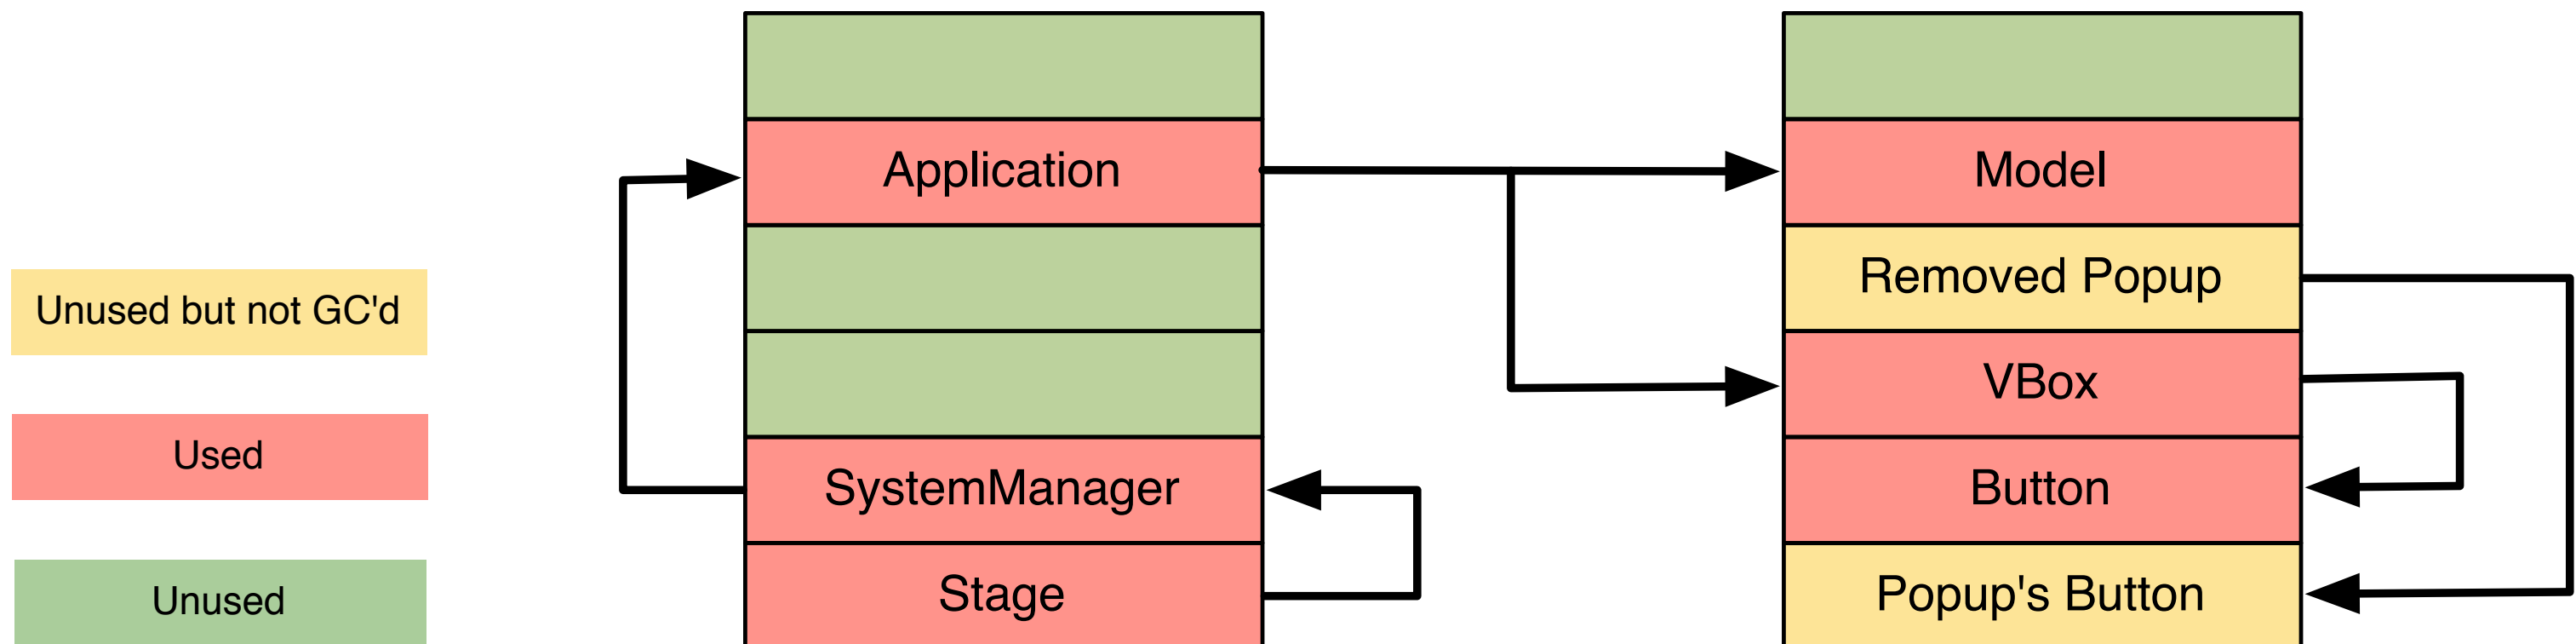 Unused but not GC'd
Used
Unused
Application
SystemManager
Stage
Model
Removed Popup
VBox
Button
Popup's Button